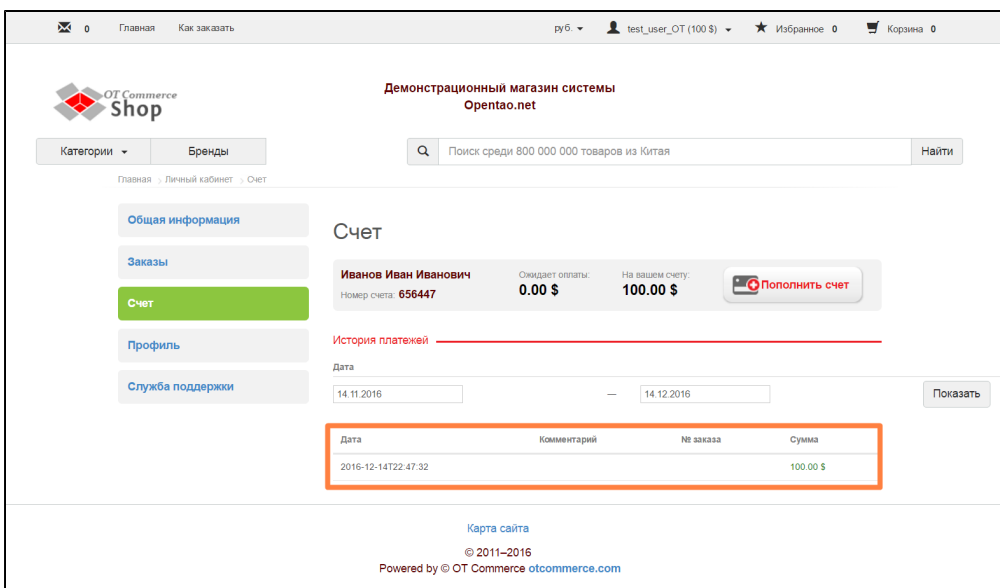 0 Главная Как заказать руб. test_user_OT (100 $) Избранное 0 Корзина 0
OT Commerce
Shop
Демонстрационный магазин системы
Opentao.net
Категории Бренды Поиск среди 800 000 000 товаров из Китая Найти
Главная > Личный кабинет > Счет
Общая информация
Заказы
Счет
Профиль
Служба поддержки
Счет
Иванов Иван Иванович
Номер счета: 656447
Ожидает оплаты:
0.00 $
На вашем счету:
100.00 $
Пополнить счет
История платежей
Дата
14.11.2016 — 14.12.2016 Показать
Дата Комментарий № заказа Сумма
2016-12-14T22:47:32 100.00 $
Карта сайта
© 2011–2016
Powered by © OT Commerce otcommerce.com